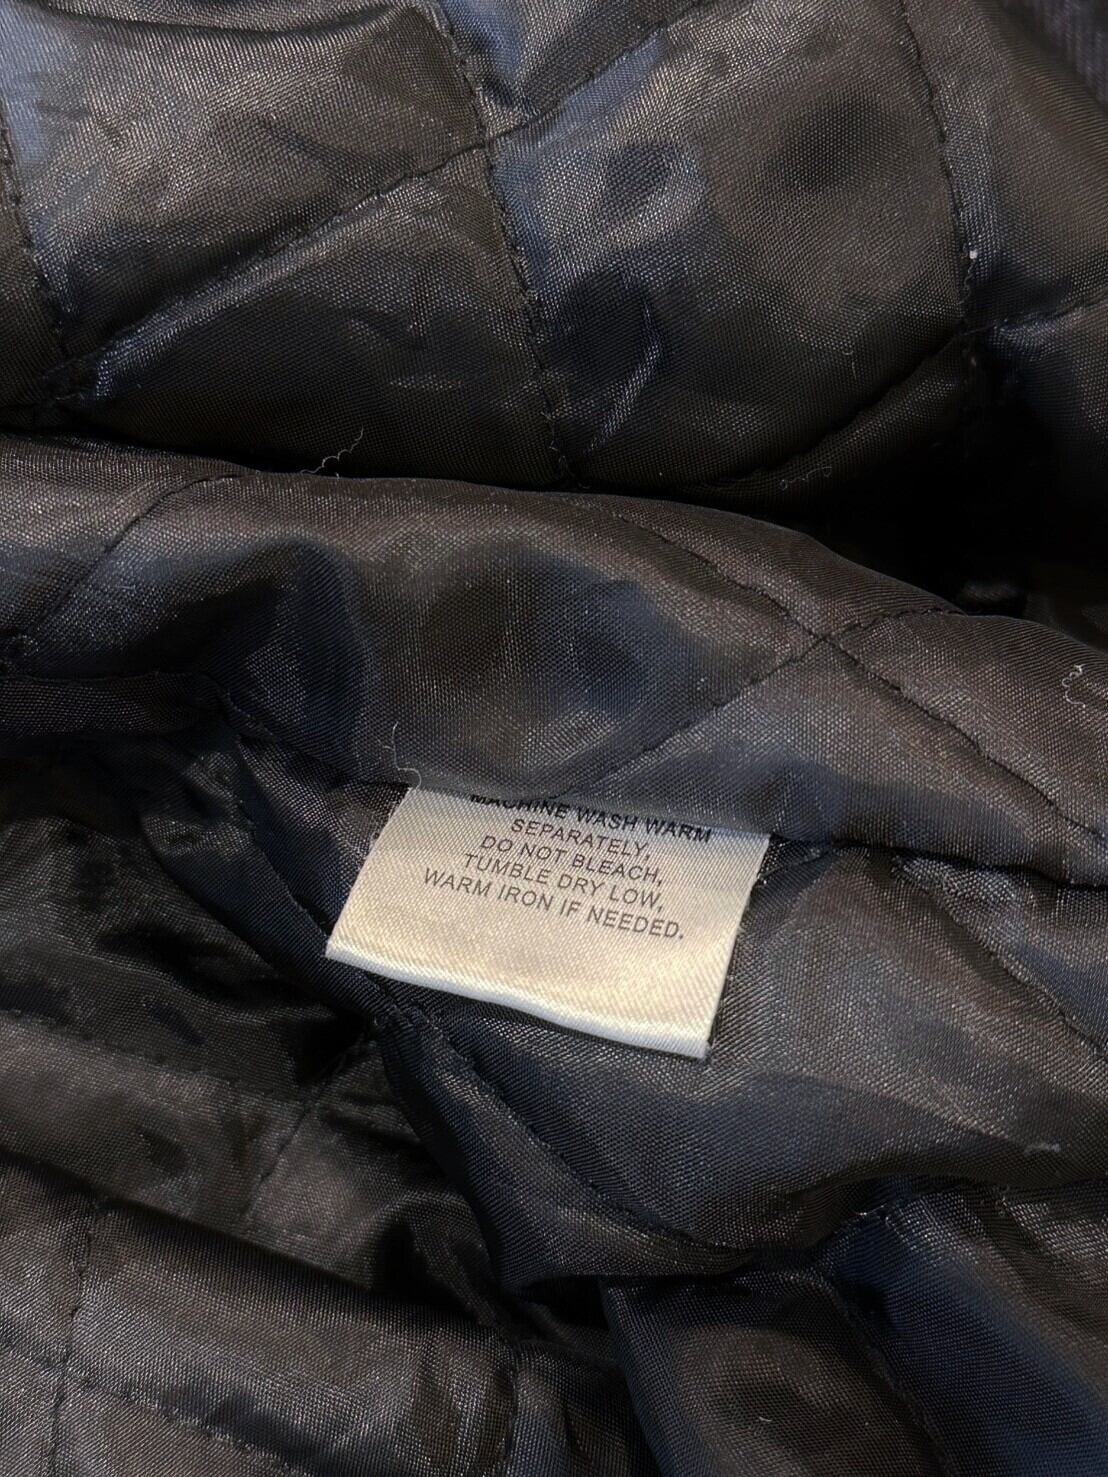 MACHINE WASH WARM
SEPARATELY,
DO NOT BLEACH,
TUMBLE DRY LOW,
WARM IRON IF NEEDED.